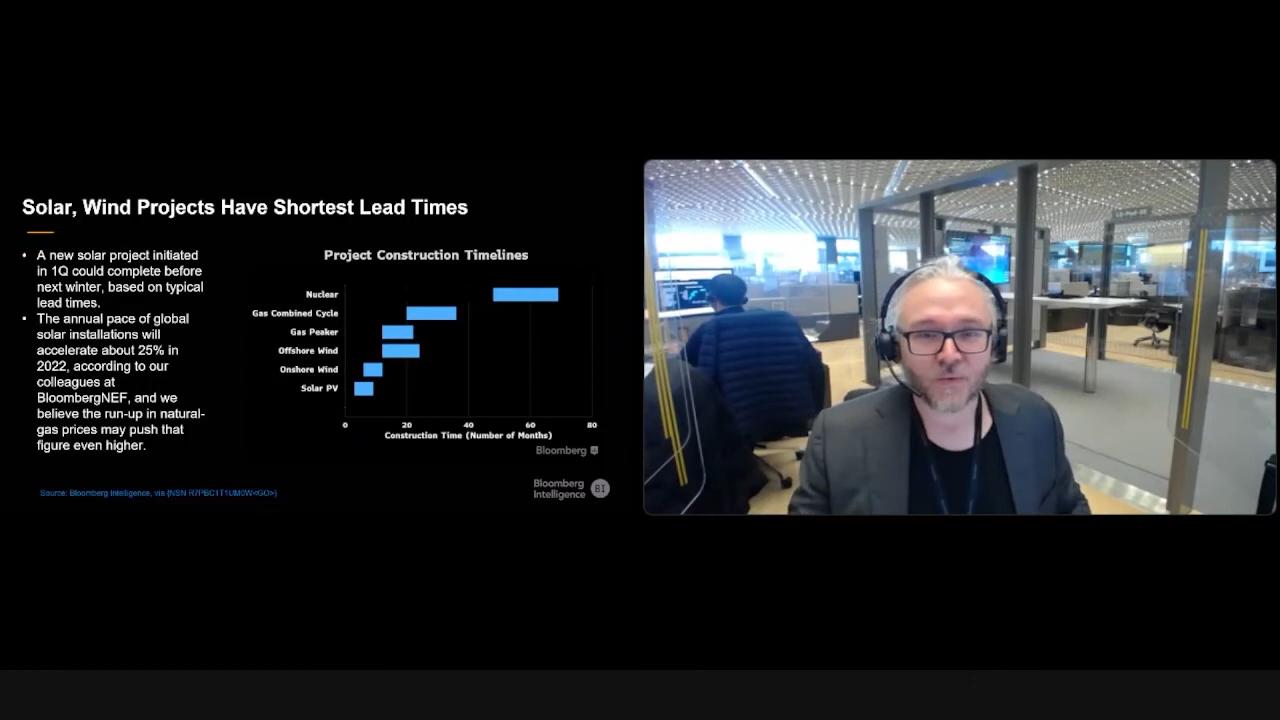 Solar, Wind Projects Have Shortest Lead Times
• A new solar project initiated
in 1Q could complete before
next winter, based on typical
lead times.
• The annual pace of global
solar installations will
accelerate about 25% in
2022, according to our
colleagues at
BloombergNEF, and we
believe the run-up in natural-
gas prices may push that
figure even higher.
Project Construction Timelines
Nuclear
Gas Combined Cycle
Gas Peaker
Offshore Wind
Onshore Wind
Solar PV
0 20 40 60 80
Construction Time (Number of Months)
Bloomberg
Bloomberg
Intelligence BI
Source: Bloomberg Intelligence, via